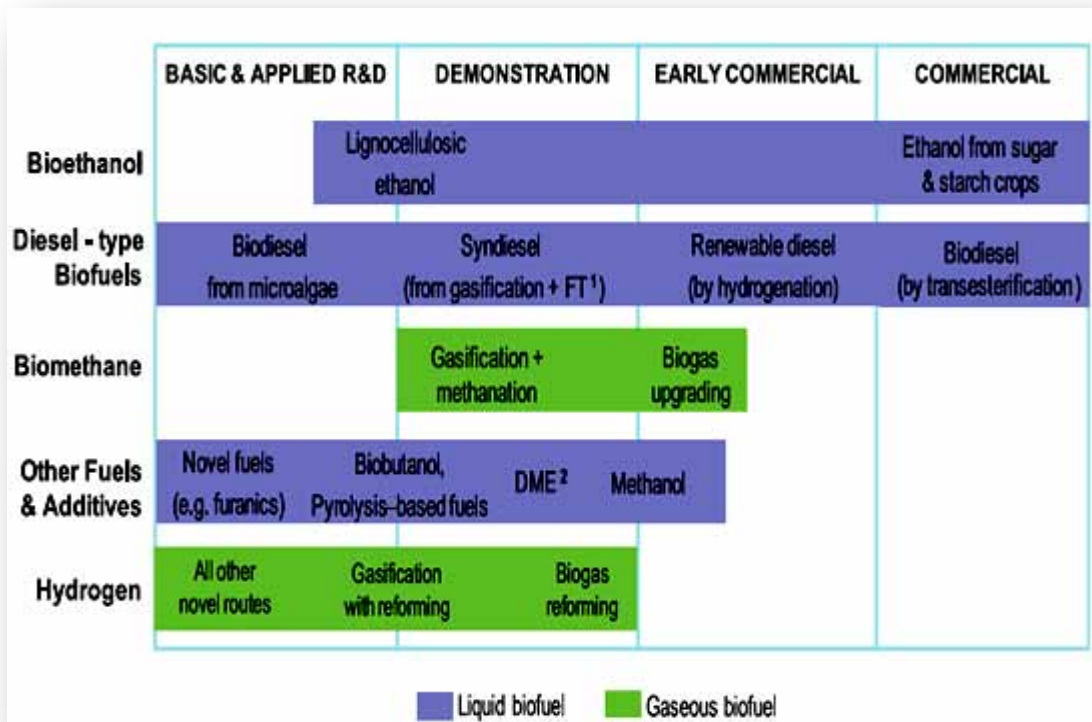 BASIC & APPLIED R&D DEMONSTRATION EARLY COMMERCIAL COMMERCIAL
Bioethanol
Lignocellulosic
ethanol
Ethanol from sugar
& starch crops
Diesel - type
Biofuels
Biodiesel
from microalgae
Syndiesel
(from gasification + FT¹)
Renewable diesel
(by hydrogenation)
Biodiesel
(by transesterification)
Biomethane
Gasification +
methanation
Biogas
upgrading
Other Fuels
& Additives
Novel fuels
(e.g. furanics)
Biobutanol,
Pyrolysis–based fuels
DME²
Methanol
Hydrogen
All other
novel routes
Gasification
with reforming
Biogas
reforming
Liquid biofuel
Gaseous biofuel